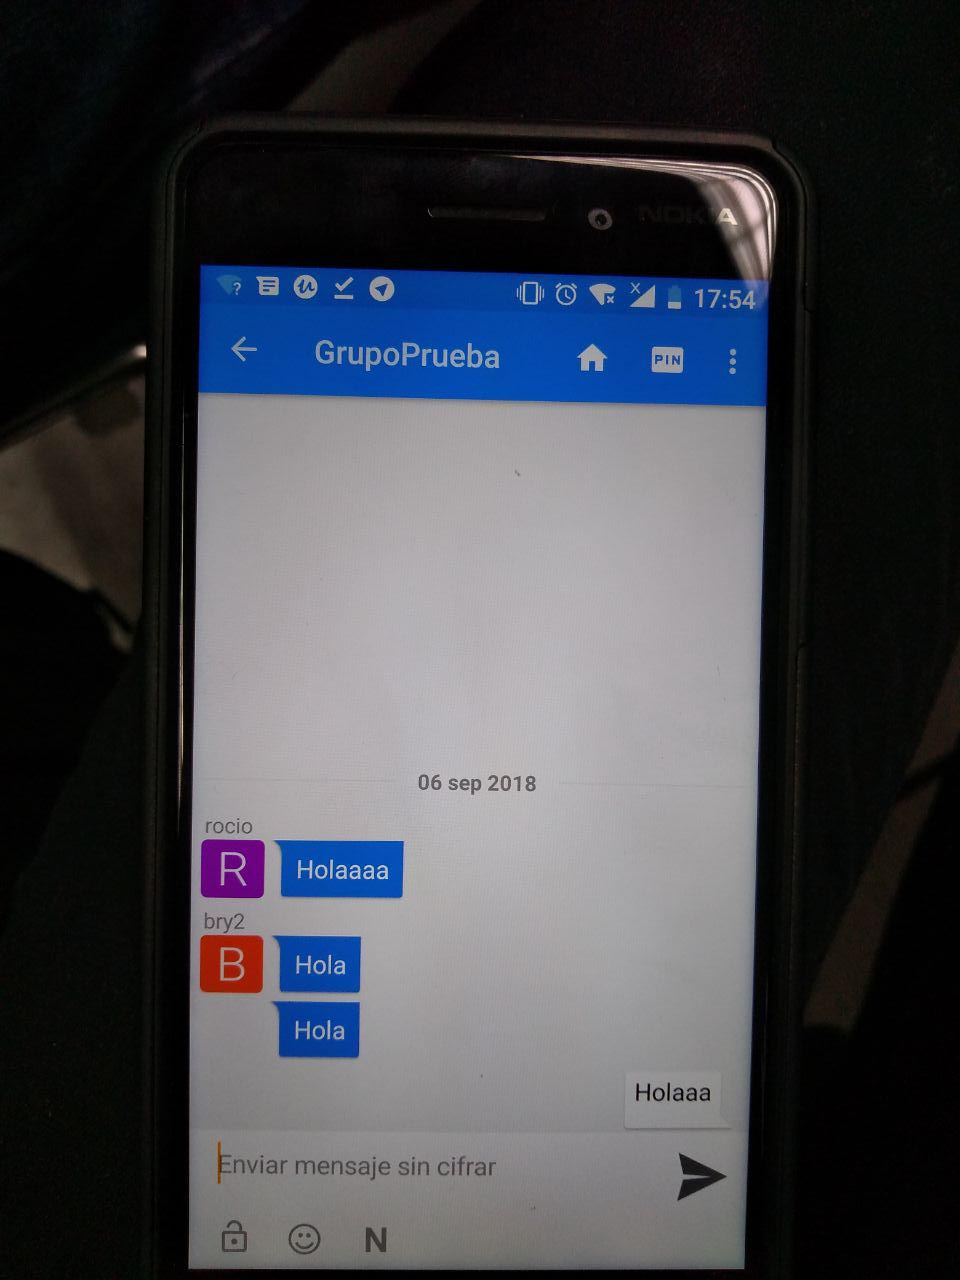 NOKIA
17:54
GrupoPrueba
PIN
06 sep 2018
rocio
R
Holaaaa
bry2
B
Hola
Hola
Holaaa
Enviar mensaje sin cifrar
N